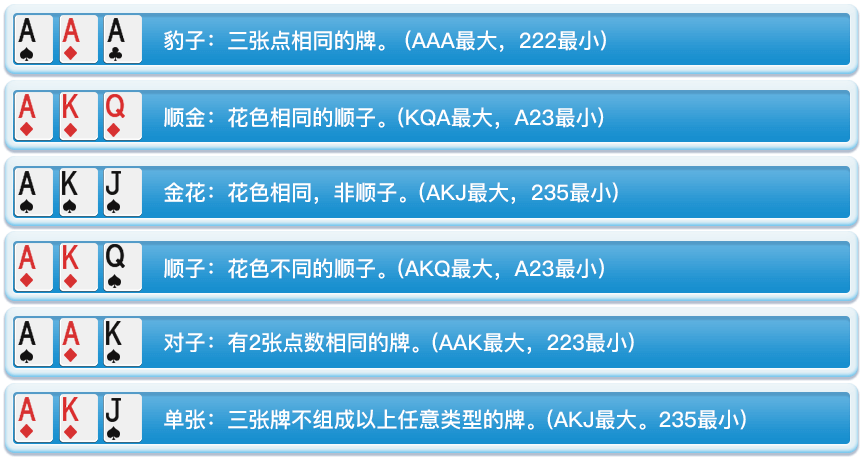 A A A 豹子：三张点相同的牌。（AAA最大，222最小）
A K Q 顺金：花色相同的顺子。（KQA最大，A23最小）
A K J 金花：花色相同，非顺子。（AKJ最大，235最小）
A K Q 顺子：花色不同的顺子。（AKQ最大，A23最小）
A A K 对子：有2张点数相同的牌。（AAK最大，223最小）
A K J 单张：三张牌不组成以上任意类型的牌。（AKJ最大。235最小）